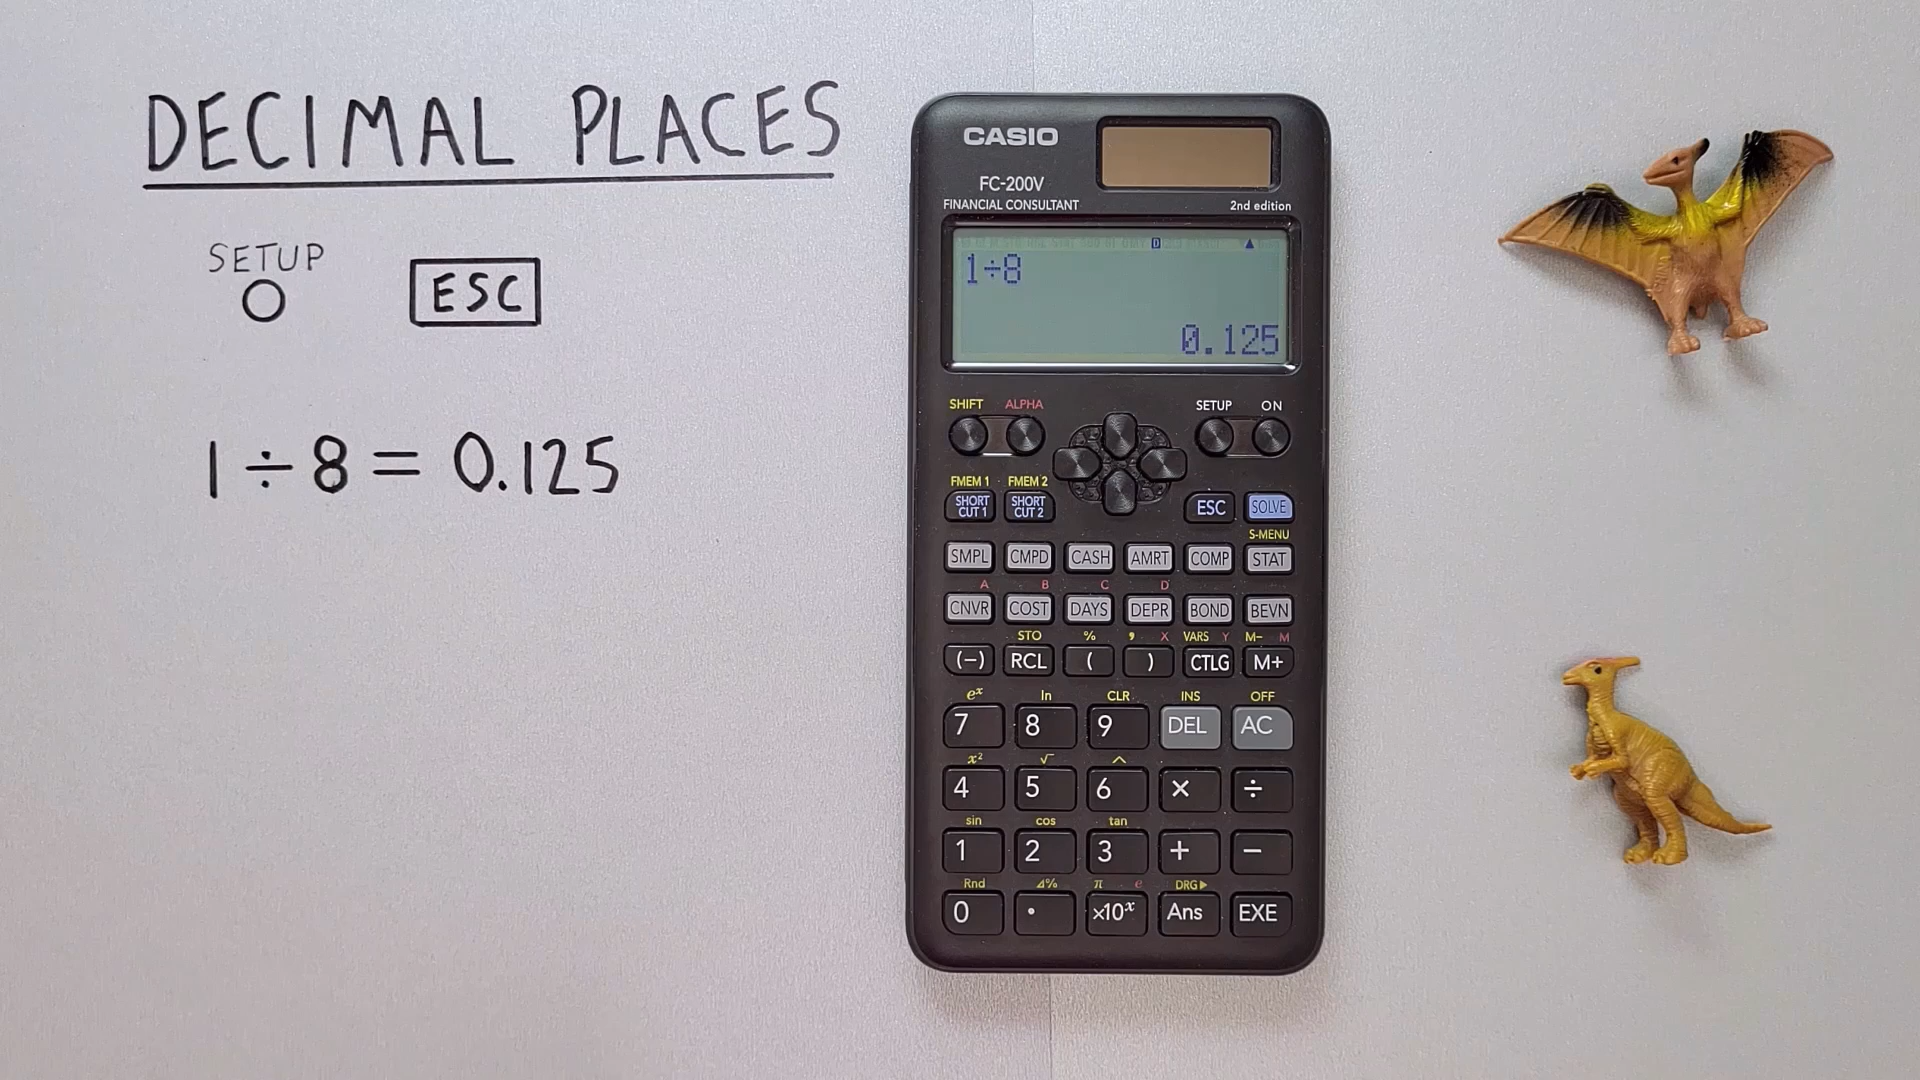 DECIMAL PLACES
SETUP
ESC
1 ÷ 8 = 0.125
CASIO
FC-200V
FINANCIAL CONSULTANT
2nd edition
D ▲
1÷8
0.125
SHIFT ALPHA SETUP ON
FMEM 1 FMEM 2
SHORT CUT 1 SHORT CUT 2 ESC SOLVE
S-MENU
SMPL CMPD CASH AMRT COMP STAT
A B C D
CNVR COST DAYS DEPR BOND BEVN
STO % , X VARS Y M− M
(−) RCL ( ) CTLG M+
eˣ ln CLR INS OFF
7 8 9 DEL AC
x² √ ^
4 5 6 × ÷
sin cos tan
1 2 3 + −
Rnd ⊿% π e DRG▶
0 • ×10ˣ Ans EXE